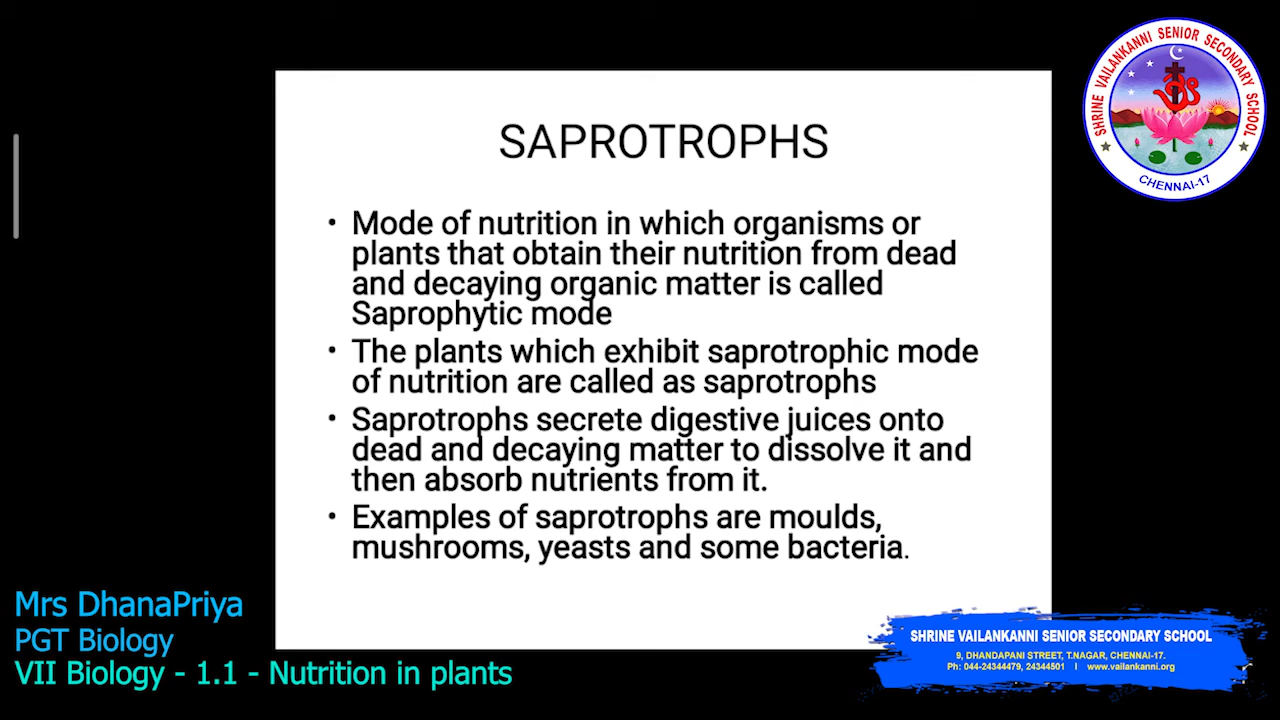 SHRINE VAILANKANNI SENIOR SECONDARY SCHOOL
CHENNAI-17
SAPROTROPHS
• Mode of nutrition in which organisms or
plants that obtain their nutrition from dead
and decaying organic matter is called
Saprophytic mode
• The plants which exhibit saprotrophic mode
of nutrition are called as saprotrophs
• Saprotrophs secrete digestive juices onto
dead and decaying matter to dissolve it and
then absorb nutrients from it.
• Examples of saprotrophs are moulds,
mushrooms, yeasts and some bacteria.
Mrs DhanaPriya
PGT Biology
VII Biology - 1.1 - Nutrition in plants
SHRINE VAILANKANNI SENIOR SECONDARY SCHOOL
9, DHANDAPANI STREET, T.NAGAR, CHENNAI-17.
Ph: 044-24344479, 24344501 I www.vailankanni.org